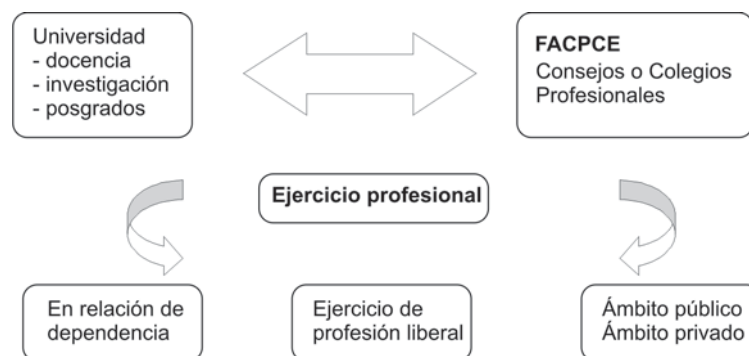 Universidad
- docencia
- investigación
- posgrados
FACPCE
Consejos o Colegios
Profesionales
Ejercicio profesional
En relación de
dependencia
Ejercicio de
profesión liberal
Ámbito público
Ámbito privado